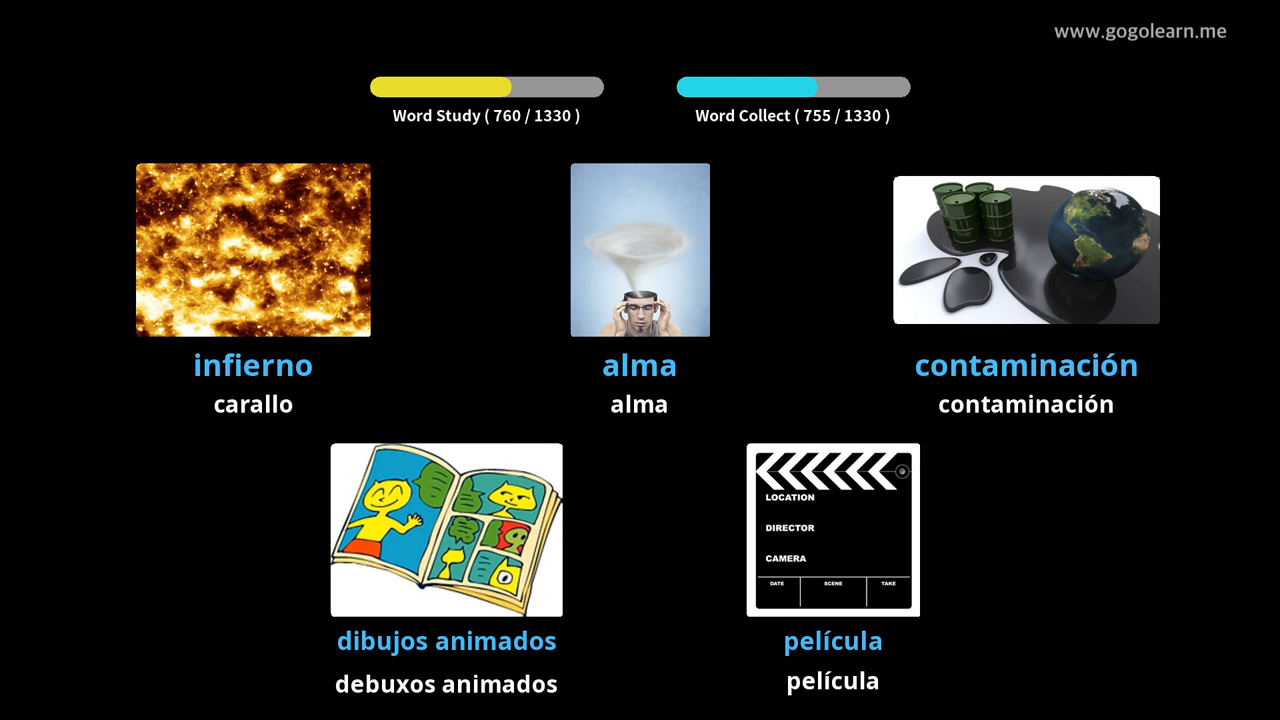 www.gogolearn.me
Word Study ( 760 / 1330 )
Word Collect ( 755 / 1330 )
infierno
carallo
alma
alma
contaminación
contaminación
LOCATION
DIRECTOR
CAMERA
DATE SCENE TAKE
dibujos animados
debuxos animados
película
película